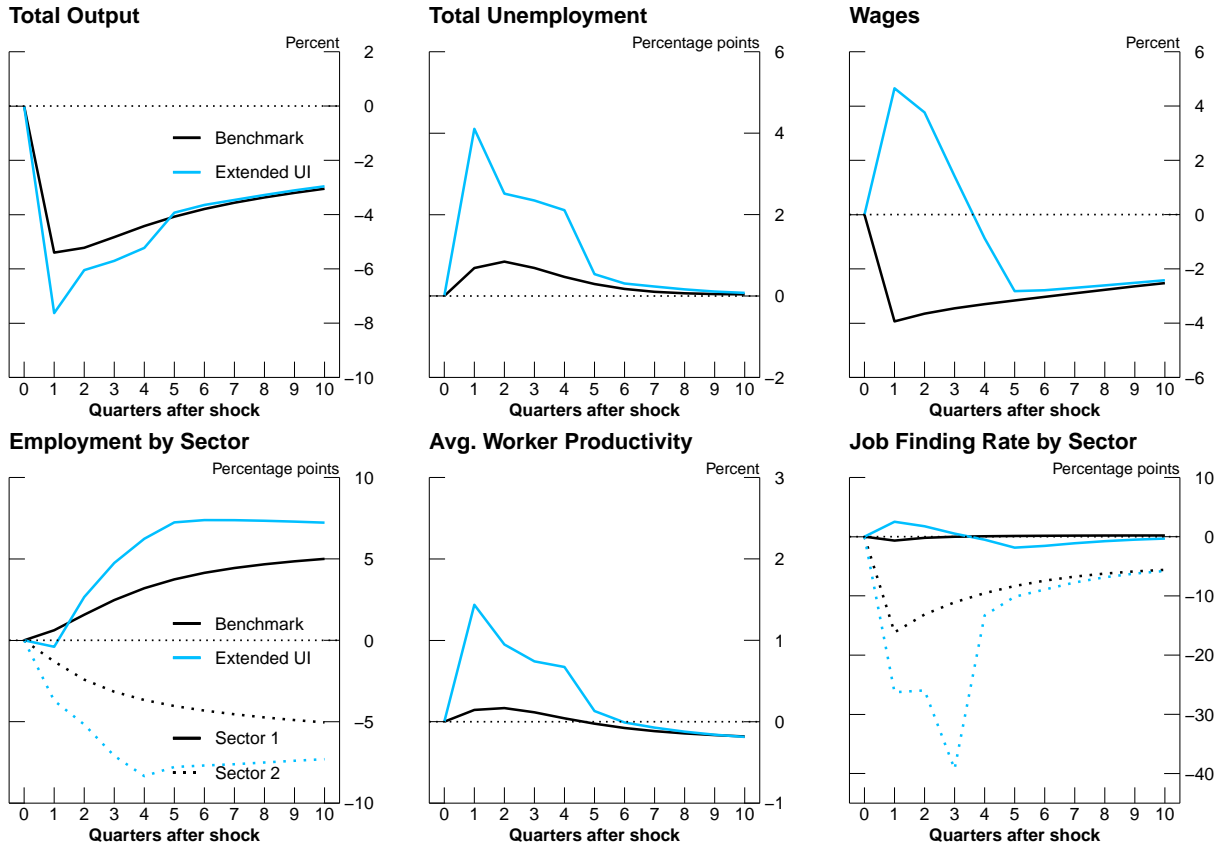 Total Output
Percent
2
0
−2
−4
−6
−8
−10
Benchmark
Extended UI
0 1 2 3 4 5 6 7 8 9 10
Quarters after shock
Total Unemployment
Percentage points
6
4
2
0
−2
0 1 2 3 4 5 6 7 8 9 10
Quarters after shock
Wages
Percent
6
4
2
0
−2
−4
−6
0 1 2 3 4 5 6 7 8 9 10
Quarters after shock
Employment by Sector
Percentage points
10
5
0
−5
−10
Benchmark
Extended UI
Sector 1
Sector 2
0 1 2 3 4 5 6 7 8 9 10
Quarters after shock
Avg. Worker Productivity
Percent
3
2
1
0
−1
0 1 2 3 4 5 6 7 8 9 10
Quarters after shock
Job Finding Rate by Sector
Percentage points
10
0
−10
−20
−30
−40
0 1 2 3 4 5 6 7 8 9 10
Quarters after shock